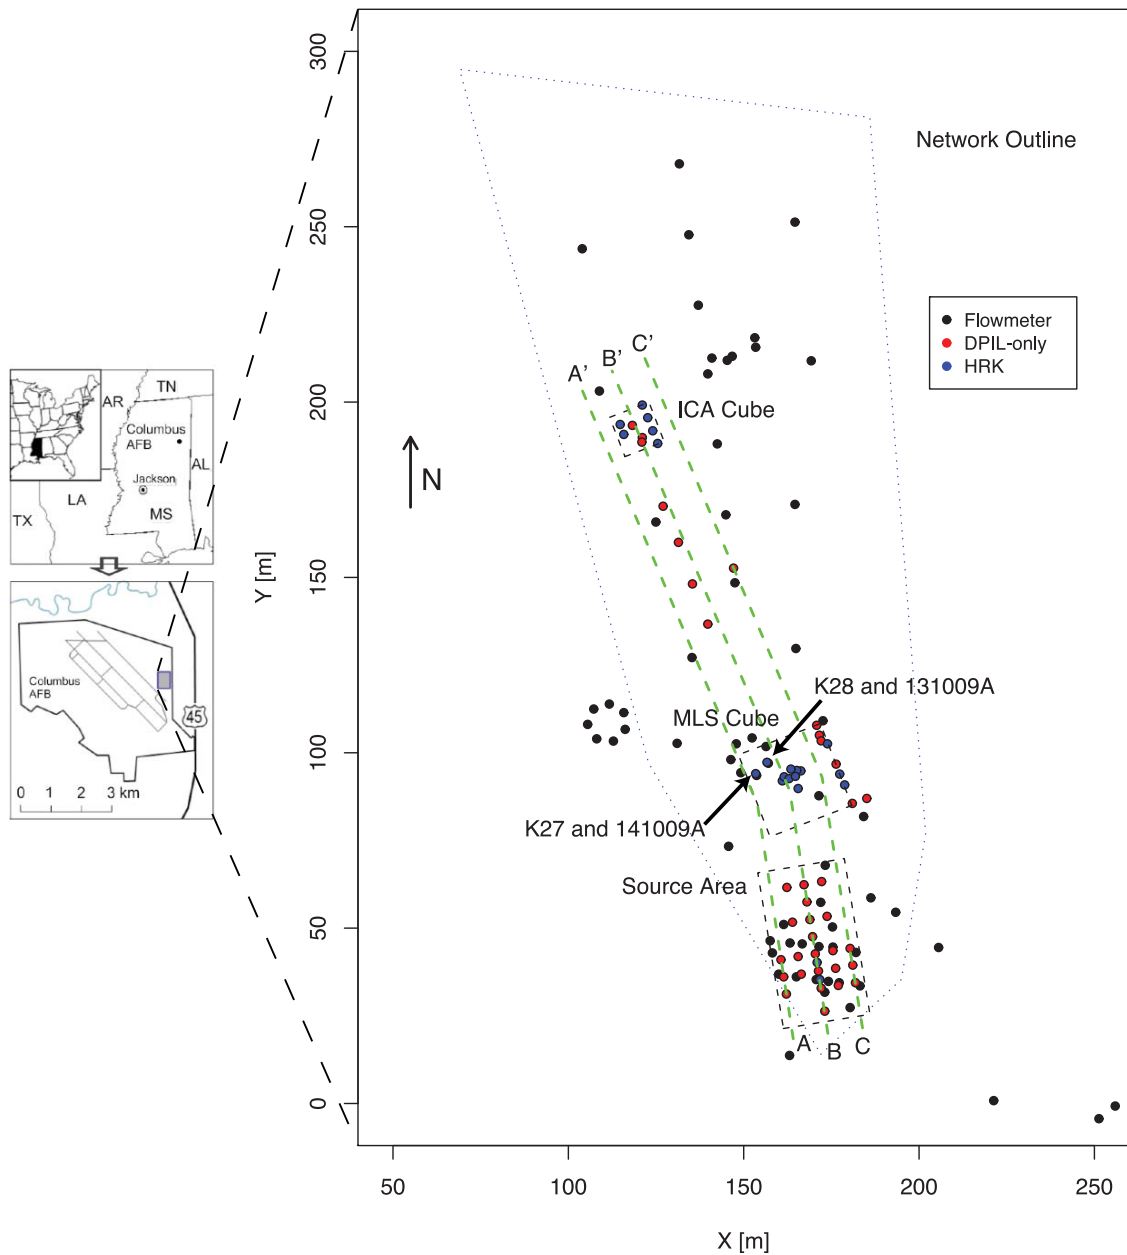 300
250
200
150
100
50
0
Y [m]
50
100
150
200
250
X [m]
Network Outline
Flowmeter
DPIL-only
HRK
A'
B'
C'
ICA Cube
N
K28 and 131009A
MLS Cube
K27 and 141009A
Source Area
A
B
C
TN
AR
Columbus
AFB
AL
Jackson
LA
TX
MS
Columbus
AFB
45
0 1 2 3 km